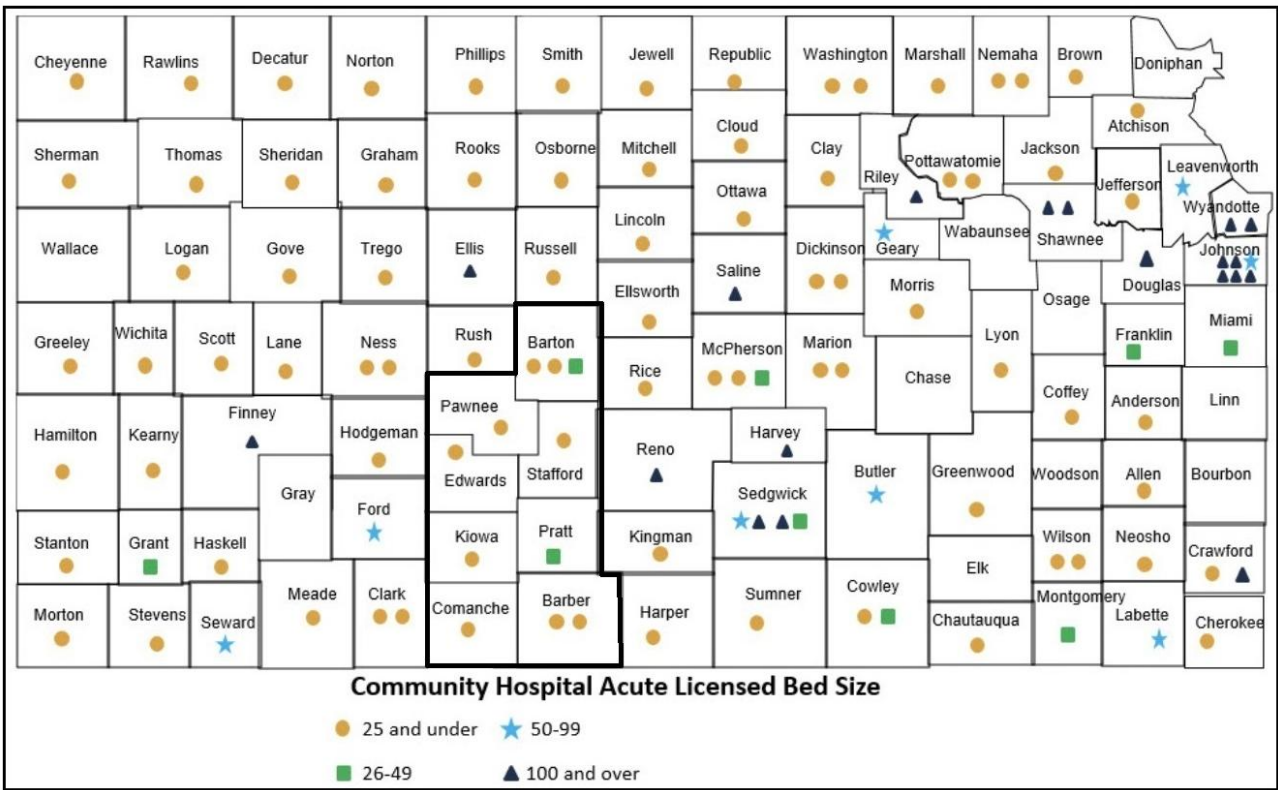 Cheyenne Rawlins Decatur Norton Phillips Smith Jewell Republic Washington Marshall Nemaha Brown Doniphan
Cloud Atchison
Sherman Thomas Sheridan Graham Rooks Osborne Mitchell Clay Riley Pottawatomie Jackson Jefferson Leavenworth
Ottawa Wyandotte
Wallace Logan Gove Trego Ellis Russell Lincoln Saline Dickinson Geary Wabaunsee Shawnee Johnson
Ellsworth Morris Douglas
Greeley Wichita Scott Lane Ness Rush Barton Rice McPherson Marion Lyon Osage Franklin Miami
Chase
Hamilton Kearny Finney Hodgeman Pawnee Reno Harvey Coffey Anderson Linn
Gray Edwards Stafford Sedgwick Butler Greenwood Woodson Allen Bourbon
Ford
Stanton Grant Haskell Kiowa Pratt Kingman Elk Wilson Neosho Crawford
Morton Stevens Seward Meade Clark Comanche Barber Harper Sumner Cowley Chautauqua Montgomery Labette Cherokee
Community Hospital Acute Licensed Bed Size
25 and under 50-99
26-49 100 and over